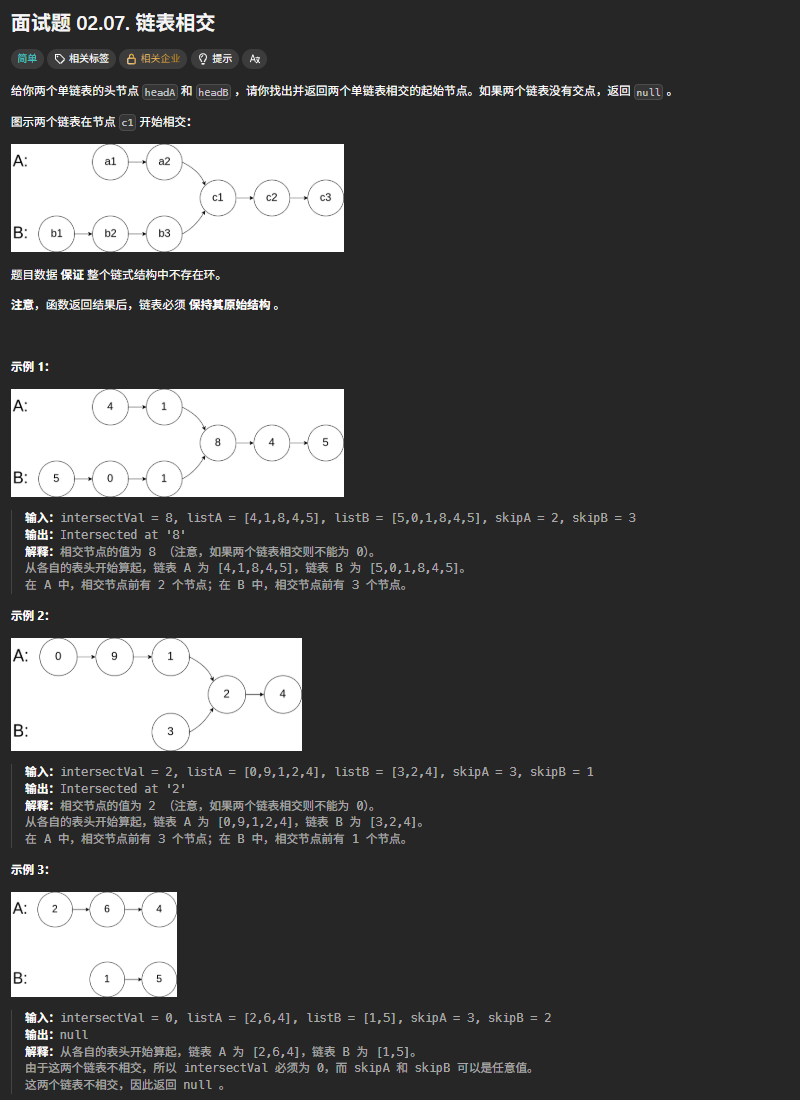 面试题 02.07. 链表相交
简单 相关标签 相关企业 提示 Aあ
给你两个单链表的头节点 headA 和 headB ，请你找出并返回两个单链表相交的起始节点。如果两个链表没有交点，返回 null 。
图示两个链表在节点 c1 开始相交：
A: a1 a2
c1 c2 c3
B: b1 b2 b3
题目数据 保证 整个链式结构中不存在环。
注意，函数返回结果后，链表必须 保持其原始结构 。
示例 1：
A: 4 1
8 4 5
B: 5 0 1
输入：intersectVal = 8, listA = [4,1,8,4,5], listB = [5,0,1,8,4,5], skipA = 2, skipB = 3
输出：Intersected at '8'
解释：相交节点的值为 8 （注意，如果两个链表相交则不能为 0）。
从各自的表头开始算起，链表 A 为 [4,1,8,4,5]，链表 B 为 [5,0,1,8,4,5]。
在 A 中，相交节点前有 2 个节点；在 B 中，相交节点前有 3 个节点。
示例 2：
A: 0 9 1
2 4
B: 3
输入：intersectVal = 2, listA = [0,9,1,2,4], listB = [3,2,4], skipA = 3, skipB = 1
输出：Intersected at '2'
解释：相交节点的值为 2 （注意，如果两个链表相交则不能为 0）。
从各自的表头开始算起，链表 A 为 [0,9,1,2,4]，链表 B 为 [3,2,4]。
在 A 中，相交节点前有 3 个节点；在 B 中，相交节点前有 1 个节点。
示例 3：
A: 2 6 4
B: 1 5
输入：intersectVal = 0, listA = [2,6,4], listB = [1,5], skipA = 3, skipB = 2
输出：null
解释：从各自的表头开始算起，链表 A 为 [2,6,4]，链表 B 为 [1,5]。
由于这两个链表不相交，所以 intersectVal 必须为 0，而 skipA 和 skipB 可以是任意值。
这两个链表不相交，因此返回 null 。